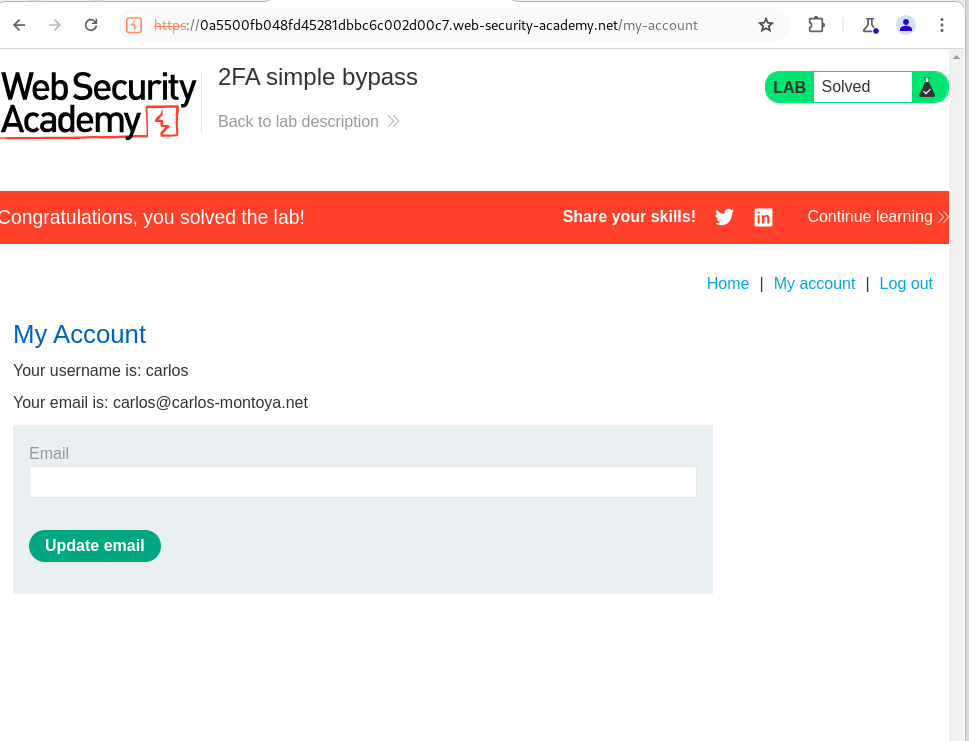 https://0a5500fb048fd45281dbbc6c002d00c7.web-security-academy.net/my-account
Web Security
Academy
2FA simple bypass
Back to lab description
LAB Solved
Congratulations, you solved the lab!
Share your skills!
Continue learning
Home | My account | Log out
My Account
Your username is: carlos
Your email is: carlos@carlos-montoya.net
Email
Update email